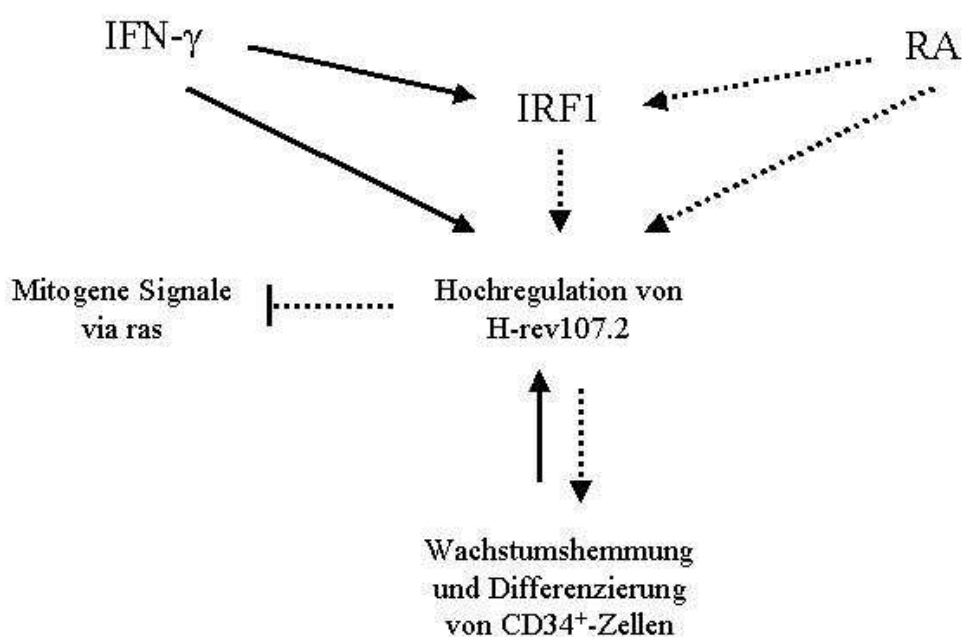 IFN-γ
RA
IRF1
Mitogene Signale
via ras
Hochregulation von
H-rev107.2
Wachstumshemmung
und Differenzierung
von CD34⁺-Zellen